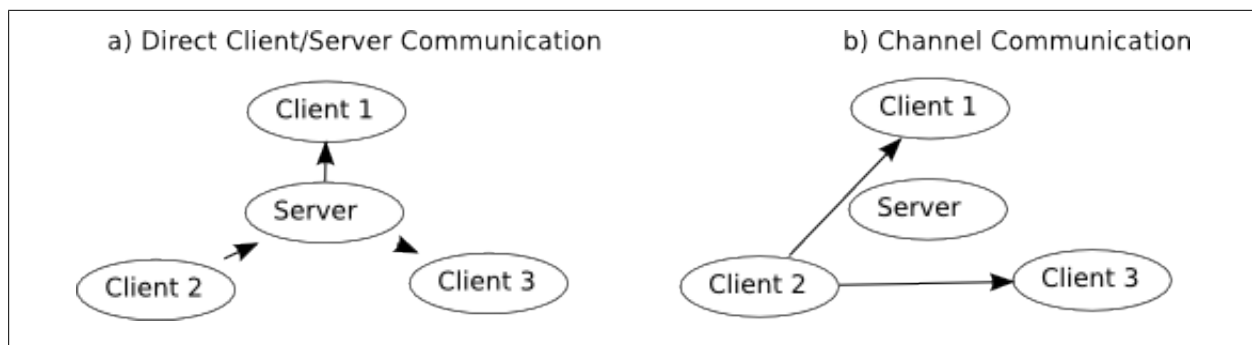 a) Direct Client/Server Communication
Client 1
Server
Client 2
Client 3
b) Channel Communication
Client 1
Server
Client 2
Client 3